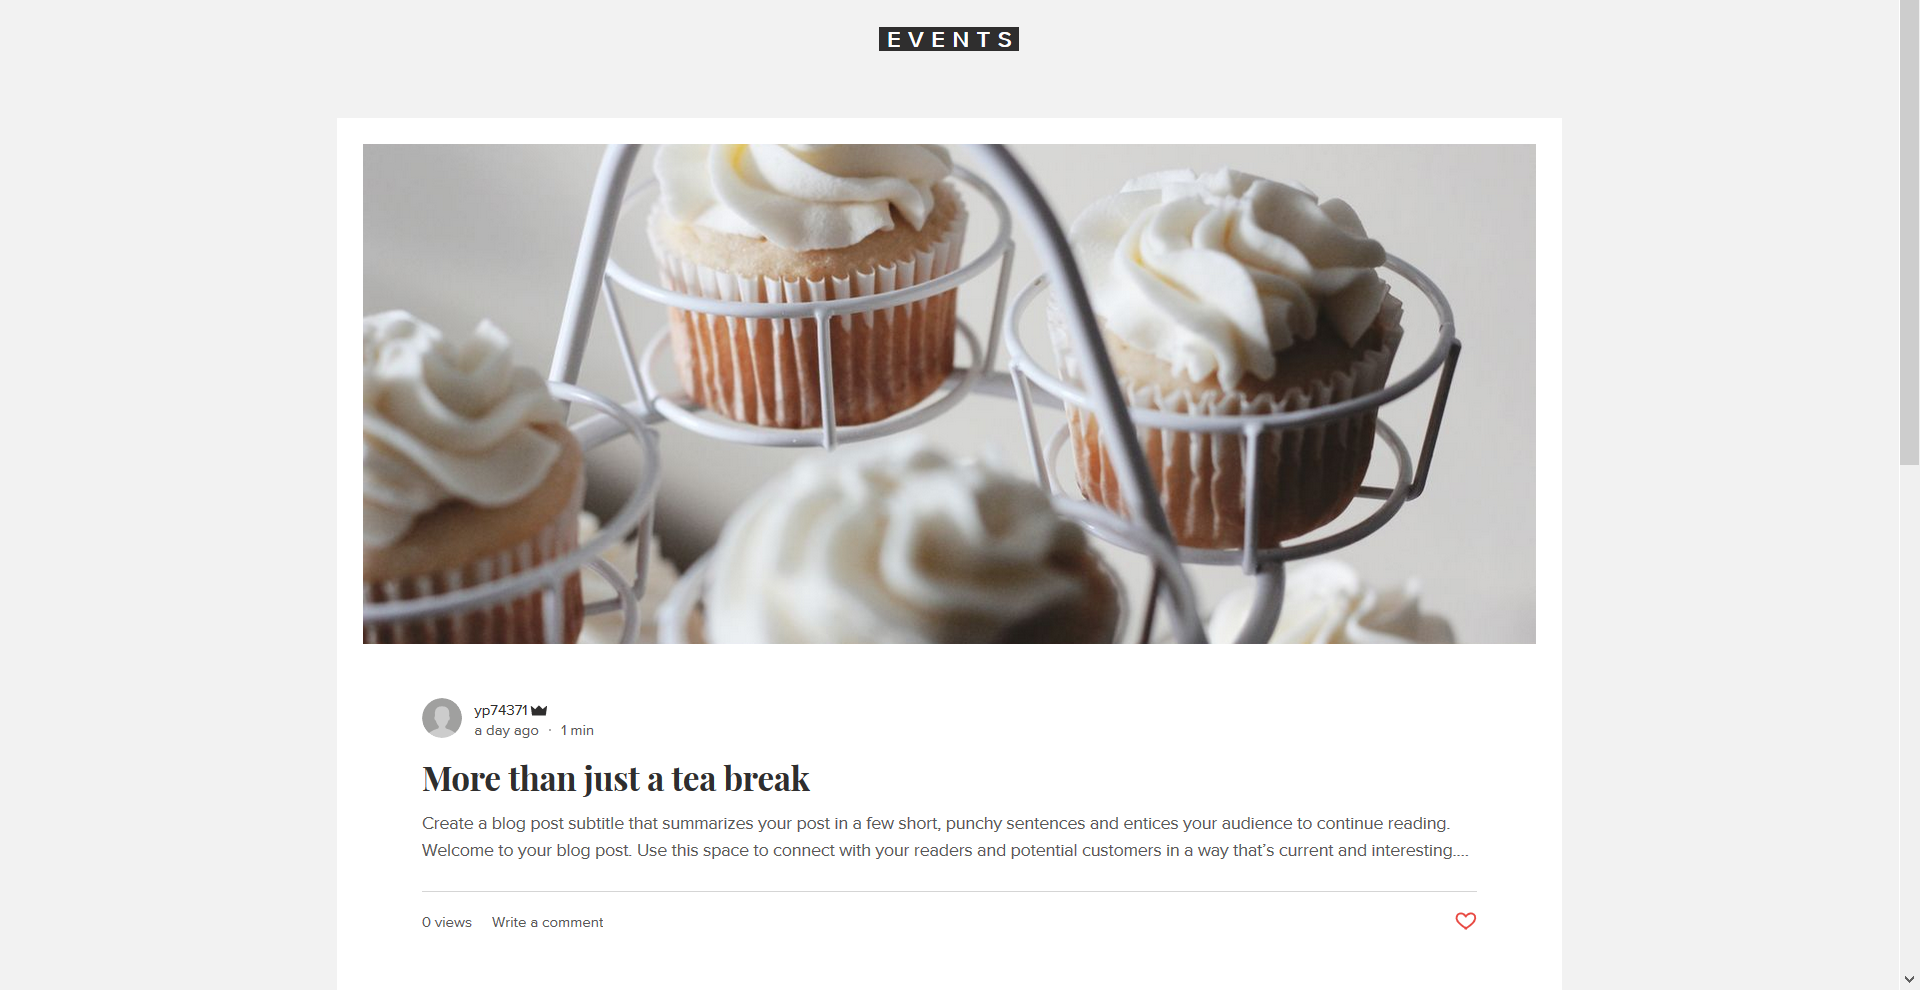 EVENTS
yp74371
a day ago · 1 min
More than just a tea break
Create a blog post subtitle that summarizes your post in a few short, punchy sentences and entices your audience to continue reading.
Welcome to your blog post. Use this space to connect with your readers and potential customers in a way that’s current and interesting....
0 views Write a comment